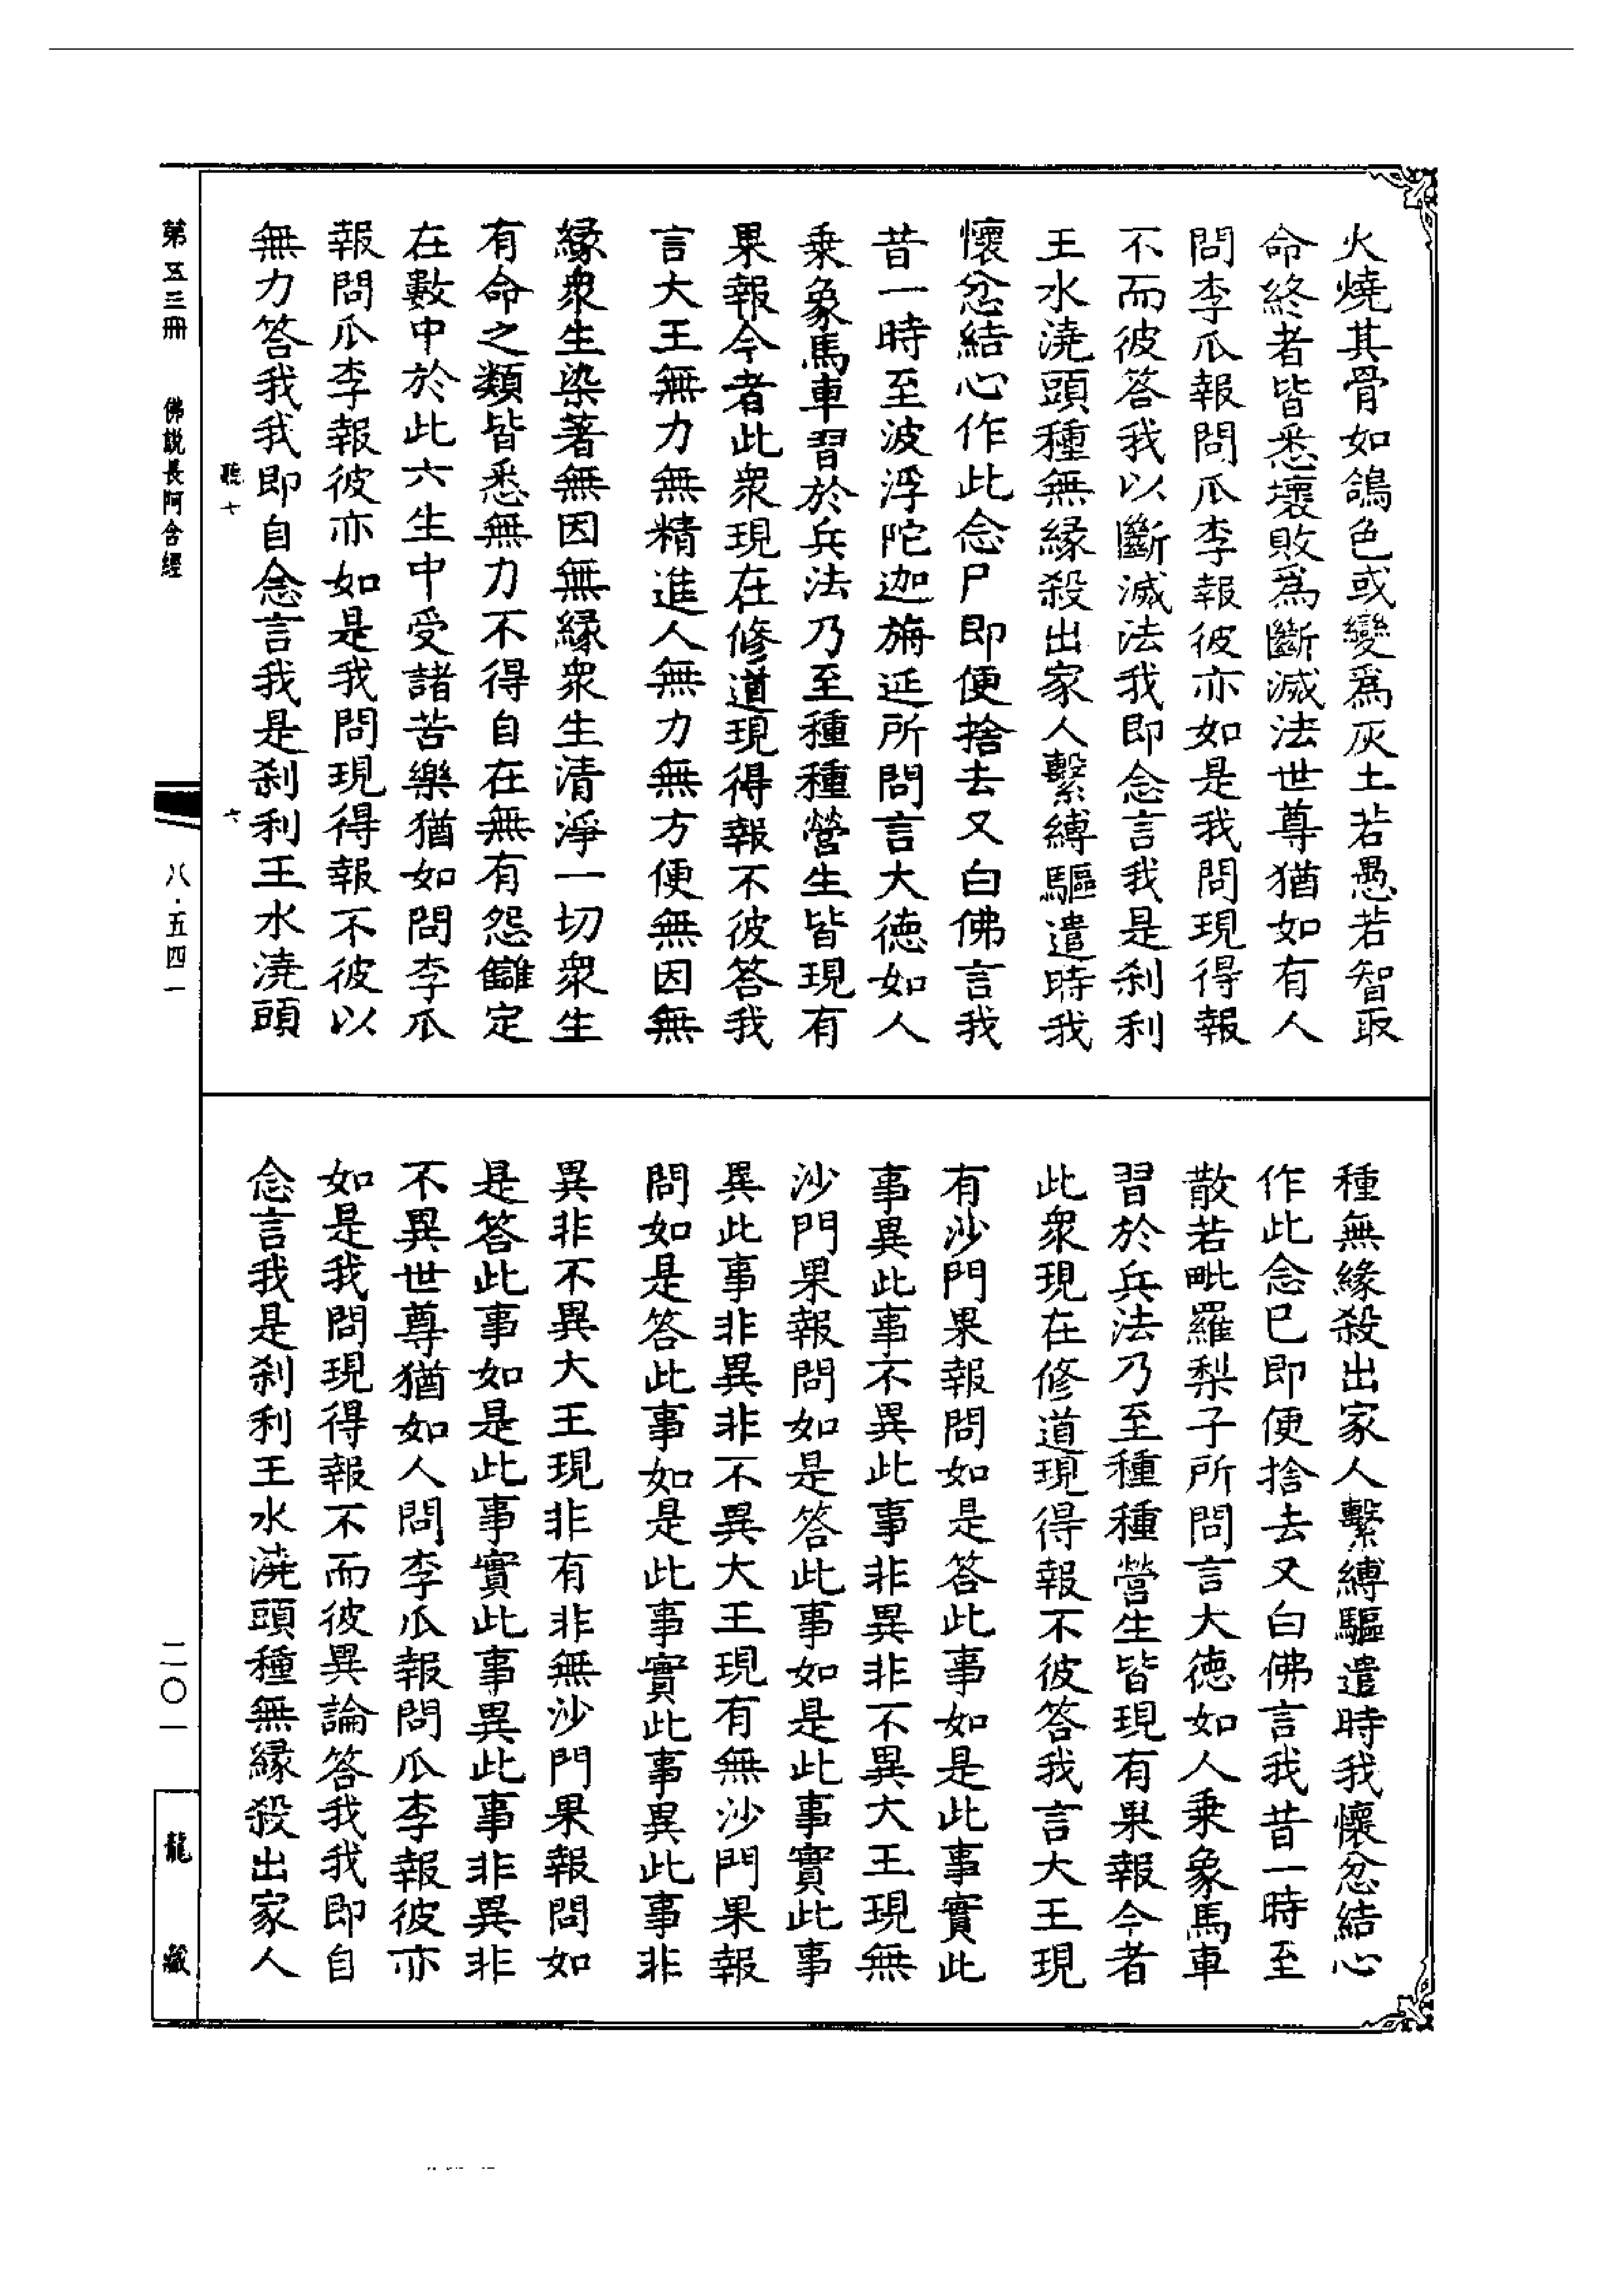 火燒其骨如鴿色或變為灰土若愚若智取
命終者皆悉壞敗為斷滅法世尊猶如有人
問李瓜報問瓜李報彼亦如是我問現得報
不而彼答我以斷滅法我即念言我是刹利
王水澆頭種無緣殺出家人繫縛驅遣時我
懷忿結心作此念尸即便捨去又白佛言我
昔一時至波浮陀迦旃延所問言大德如人
乘象馬車習於兵法乃至種種營生皆現有
果報今者此衆現在修道現得報不彼答我
言大王無力無精進人無力無方便無因無
緣衆生染著無因無緣衆生清淨一切衆生
有命之類皆悉無力不得自在無有怨讎定
在數中於此六生中受諸苦樂猶如問李瓜
報問瓜李報彼亦如是我問現得報不彼以
無力答我我即自念言我是刹利王水澆頭
種無緣殺出家人繫縛驅遣時我懷忿結心
作此念已即便捨去又白佛言我昔一時至
散若毗羅梨子所問言大德如人乘象馬車
習於兵法乃至種種營生皆現有果報今者
此衆現在修道現得報不彼答我言大王現
有沙門果報問如是答此事如是此事實此
事異此事不異此事非異非不異大王現無
沙門果報問如是答此事如是此事實此事
異此事非異非不異大王現有無沙門果報
問如是答此事如是此事實此事異此事非
異非不異大王現非有非無沙門果報問如
是答此事如是此事實此事異此事非異非
不異世尊猶如人問李瓜報問瓜李報彼亦
如是我問現得報不而彼異論答我我即自
念言我是刹利王水澆頭種無緣殺出家人
聽十
六
第五三冊
佛說長阿含經
八·五四一
二〇一
龍藏